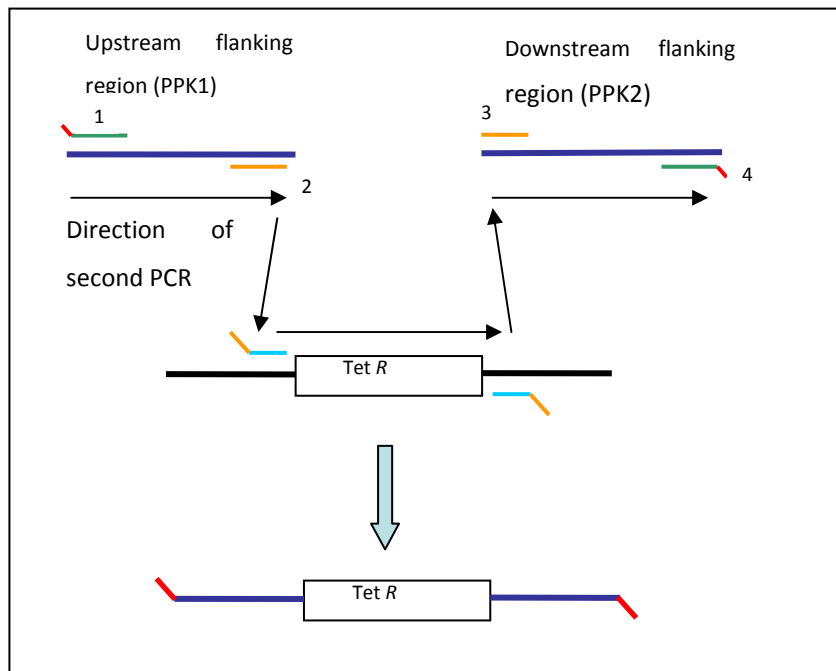 Upstream flanking
region (PPK1)
1
2
Downstream flanking
region (PPK2)
3
4
Direction of
second PCR
Tet R
Tet R